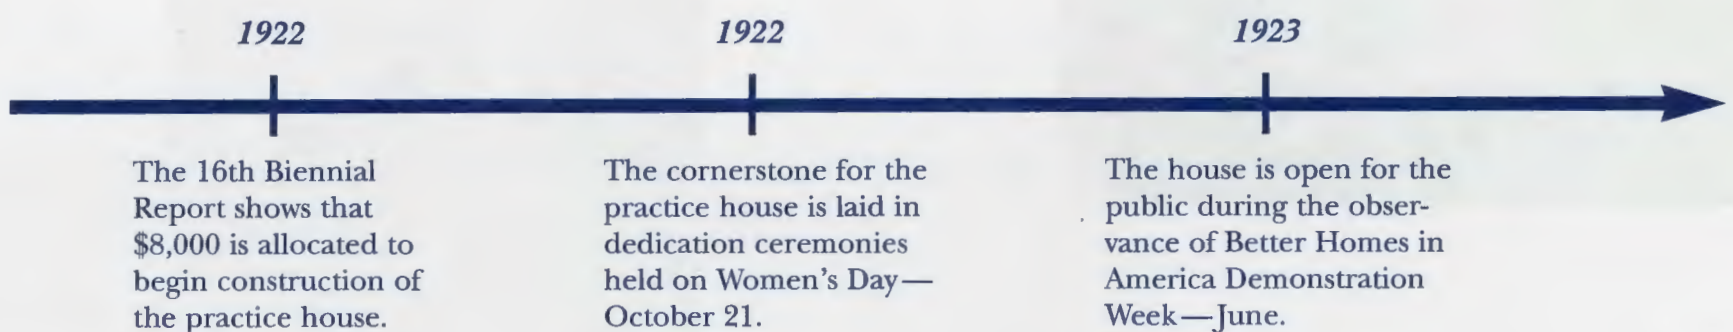 1922
The 16th Biennial
Report shows that
$8,000 is allocated to
begin construction of
the practice house.
1922
The cornerstone for the
practice house is laid in
dedication ceremonies
held on Women's Day—
October 21.
1923
The house is open for the
public during the obser-
vance of Better Homes in
America Demonstration
Week—June.